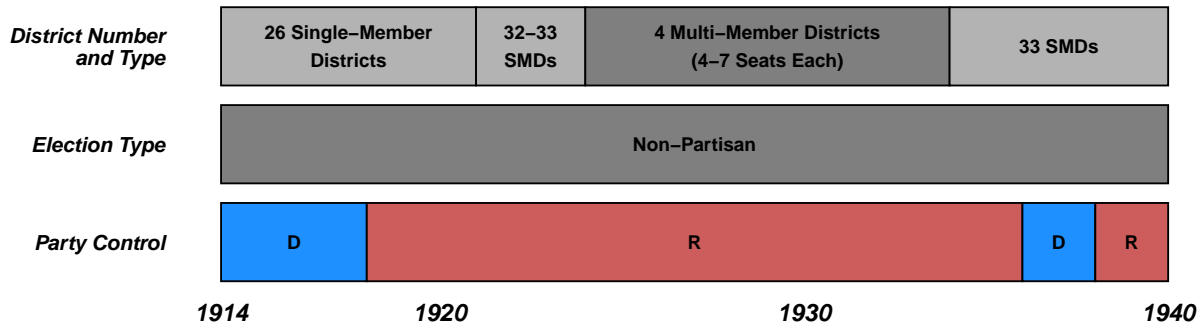 District Number
and Type
26 Single−Member
Districts
32−33
SMDs
4 Multi−Member Districts
(4−7 Seats Each)
33 SMDs
Election Type
Non−Partisan
Party Control
D
R
D
R
1914
1920
1930
1940